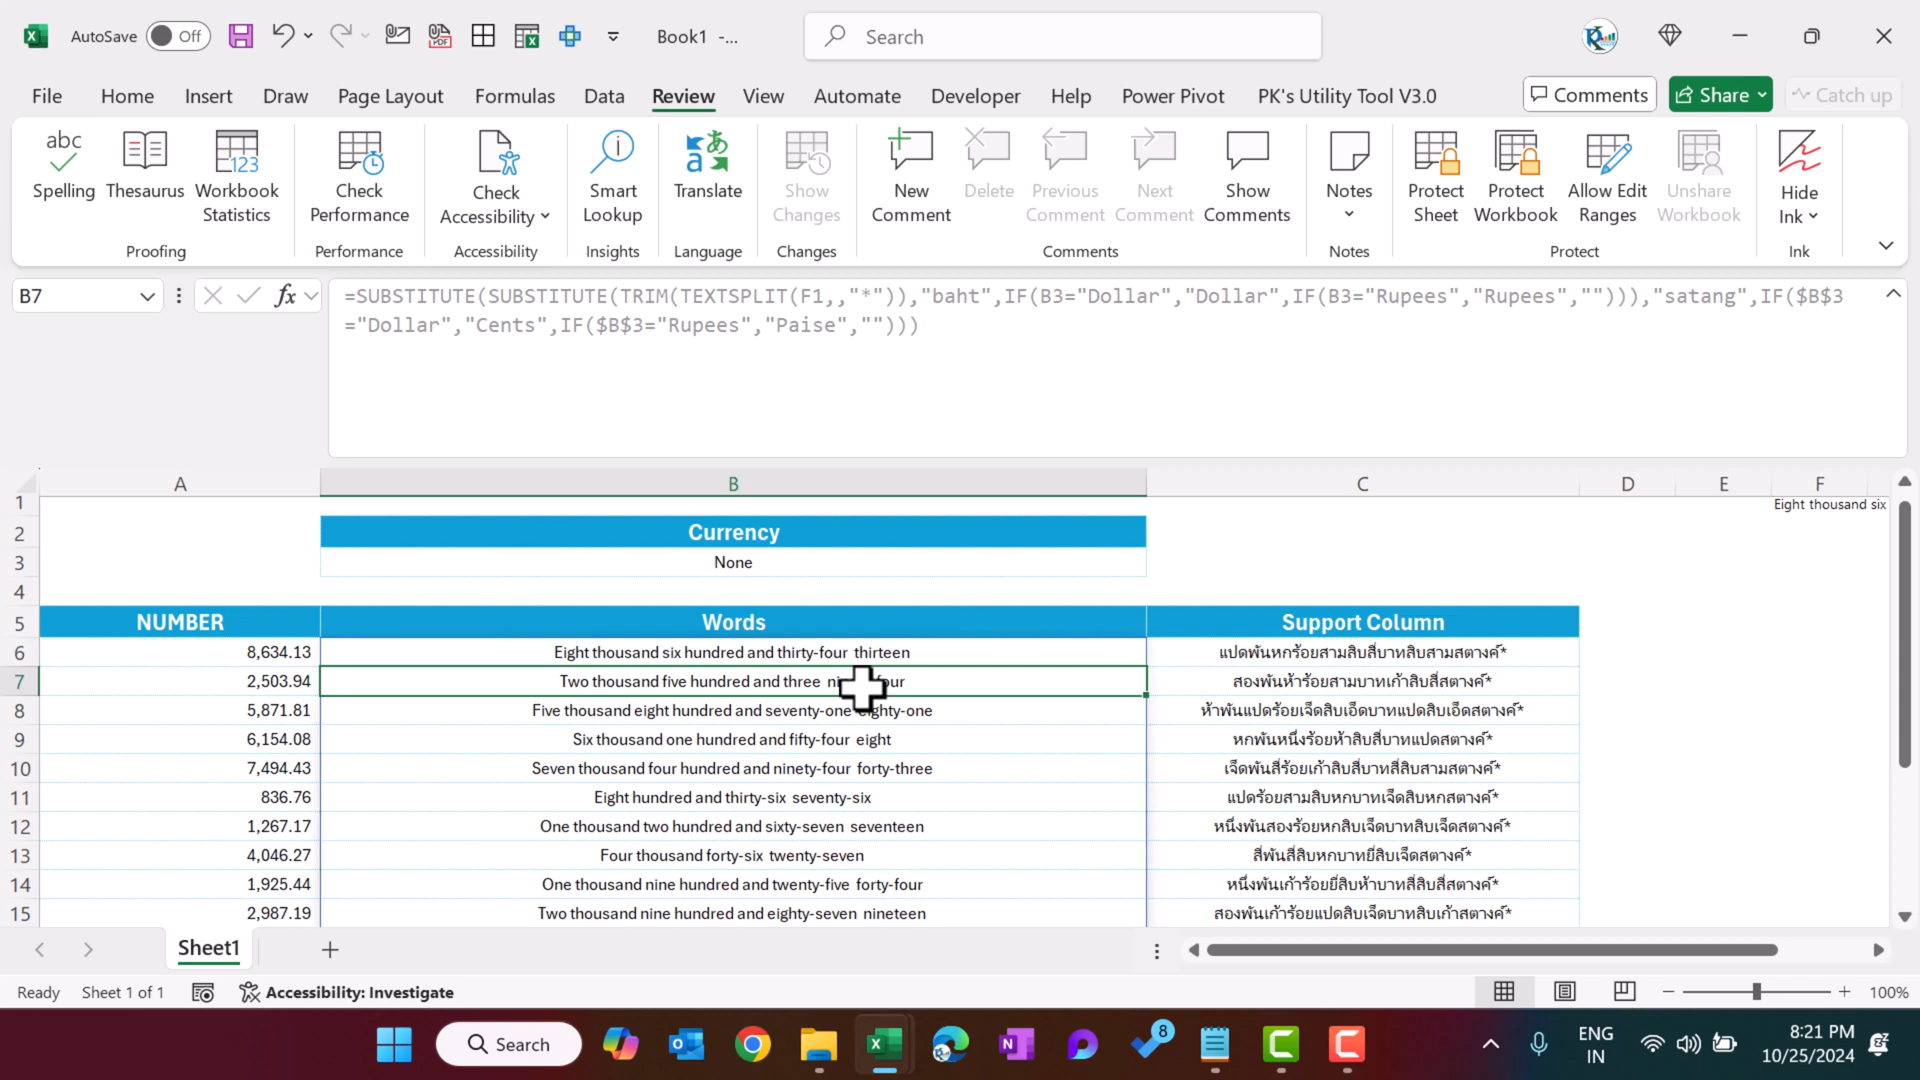 AutoSave Off Book1 -... Search
File Home Insert Draw Page Layout Formulas Data Review View Automate Developer Help Power Pivot PK's Utility Tool V3.0 Comments Share Catch up
abc
Spelling Thesaurus Workbook Statistics Check Performance Check Accessibility Smart Lookup Translate Show Changes New Comment Delete Previous Comment Next Comment Show Comments Notes Protect Sheet Protect Workbook Allow Edit Ranges Unshare Workbook Hide Ink
Proofing Performance Accessibility Insights Language Changes Comments Notes Protect Ink
B7 fx =SUBSTITUTE(SUBSTITUTE(TRIM(TEXTSPLIT(F1,,"*")),"baht",IF(B3="Dollar","Dollar",IF(B3="Rupees","Rupees",""))),"satang",IF($B$3
="Dollar","Cents",IF($B$3="Rupees","Paise","")))
A B C D E F
1 Eight thousand six
2 Currency
3 None
4
5 NUMBER Words Support Column
6 8,634.13 Eight thousand six hundred and thirty-four thirteen แปดพันหกร้อยสามสิบสี่บาทสิบสามสตางค์*
7 2,503.94 Two thousand five hundred and three สองพันห้าร้อยสามบาทเก้าสิบสี่สตางค์*
8 5,871.81 Five thousand eight hundred and seventy-one eighty-one ห้าพันแปดร้อยเจ็ดสิบเอ็ดบาทแปดสิบเอ็ดสตางค์*
9 6,154.08 Six thousand one hundred and fifty-four eight หกพันหนึ่งร้อยห้าสิบสี่บาทแปดสตางค์*
10 7,494.43 Seven thousand four hundred and ninety-four forty-three เจ็ดพันสี่ร้อยเก้าสิบสี่บาทสี่สิบสามสตางค์*
11 836.76 Eight hundred and thirty-six seventy-six แปดร้อยสามสิบหกบาทเจ็ดสิบหกสตางค์*
12 1,267.17 One thousand two hundred and sixty-seven seventeen หนึ่งพันสองร้อยหกสิบเจ็ดบาทสิบเจ็ดสตางค์*
13 4,046.27 Four thousand forty-six twenty-seven สี่พันสี่สิบหกบาทยี่สิบเจ็ดสตางค์*
14 1,925.44 One thousand nine hundred and twenty-five forty-four หนึ่งพันเก้าร้อยยี่สิบห้าบาทสี่สิบสี่สตางค์*
15 2,987.19 Two thousand nine hundred and eighty-seven nineteen สองพันเก้าร้อยแปดสิบเจ็ดบาทสิบเก้าสตางค์*
Sheet1
Ready Sheet 1 of 1 Accessibility: Investigate 100%
Search 8 ENG IN 8:21 PM 10/25/2024